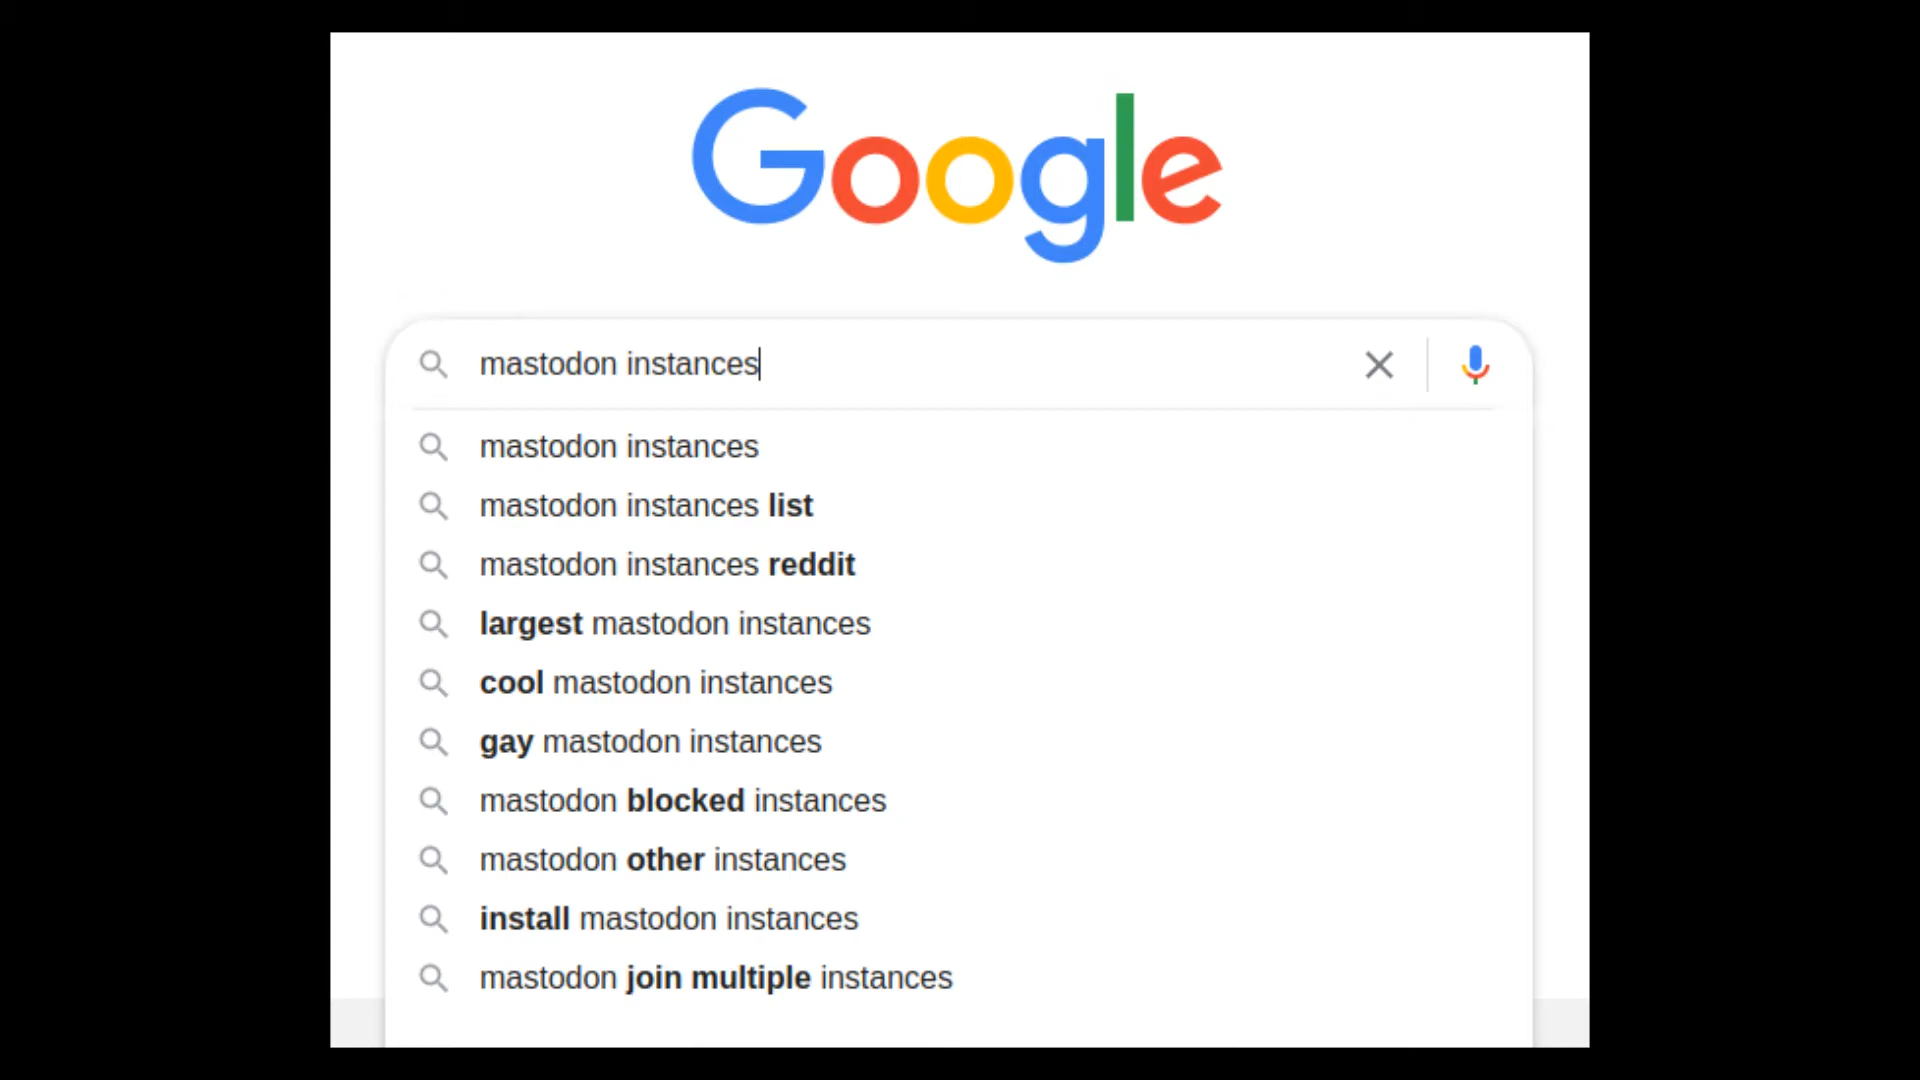 Google
mastodon instances
mastodon instances
mastodon instances list
mastodon instances reddit
largest mastodon instances
cool mastodon instances
gay mastodon instances
mastodon blocked instances
mastodon other instances
install mastodon instances
mastodon join multiple instances